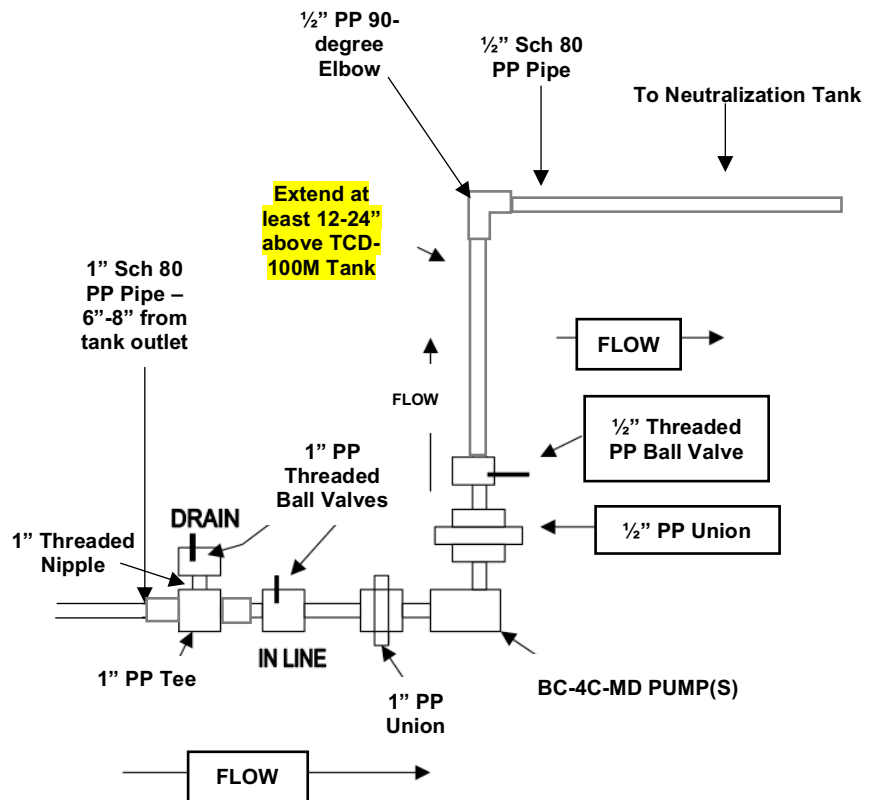 ½” PP 90-
degree
Elbow
½” Sch 80
PP Pipe
To Neutralization Tank
Extend at
least 12-24”
above TCD-
100M Tank
1” Sch 80
PP Pipe –
6”-8” from
tank outlet
FLOW
FLOW
½” Threaded
PP Ball Valve
1” PP
Threaded
Ball Valves
DRAIN
½” PP Union
1” Threaded
Nipple
1” PP Tee
IN LINE
1” PP
Union
BC-4C-MD PUMP(S)
FLOW